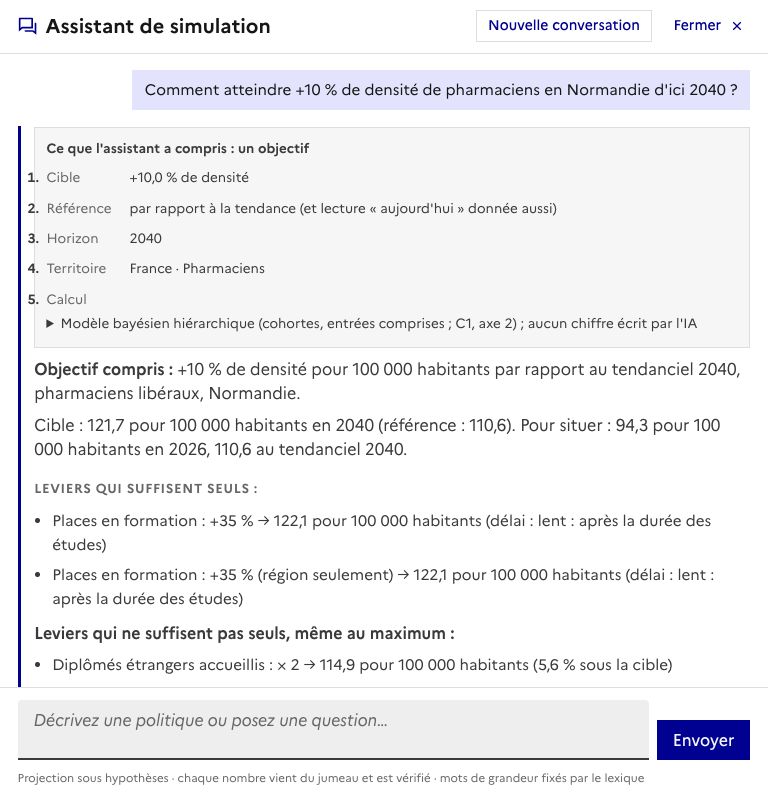 Assistant de simulation
Nouvelle conversation
Fermer ×
Comment atteindre +10 % de densité de pharmaciens en Normandie d'ici 2040 ?
Ce que l'assistant a compris : un objectif
1. Cible +10,0 % de densité
2. Référence par rapport à la tendance (et lecture « aujourd'hui » donnée aussi)
3. Horizon 2040
4. Territoire France · Pharmaciens
5. Calcul
▶ Modèle bayésien hiérarchique (cohortes, entrées comprises ; C1, axe 2) ; aucun chiffre écrit par l'IA
Objectif compris : +10 % de densité pour 100 000 habitants par rapport au tendanciel 2040,
pharmaciens libéraux, Normandie.
Cible : 121,7 pour 100 000 habitants en 2040 (référence : 110,6). Pour situer : 94,3 pour 100
000 habitants en 2026, 110,6 au tendanciel 2040.
LEVIERS QUI SUFFISENT SEULS :
• Places en formation : +35 % → 122,1 pour 100 000 habitants (délai : lent : après la durée des
études)
• Places en formation : +35 % (région seulement) → 122,1 pour 100 000 habitants (délai : lent :
après la durée des études)
Leviers qui ne suffisent pas seuls, même au maximum :
• Diplômés étrangers accueillis : × 2 → 114,9 pour 100 000 habitants (5,6 % sous la cible)
Décrivez une politique ou posez une question…
Envoyer
Projection sous hypothèses · chaque nombre vient du jumeau et est vérifié · mots de grandeur fixés par le lexique